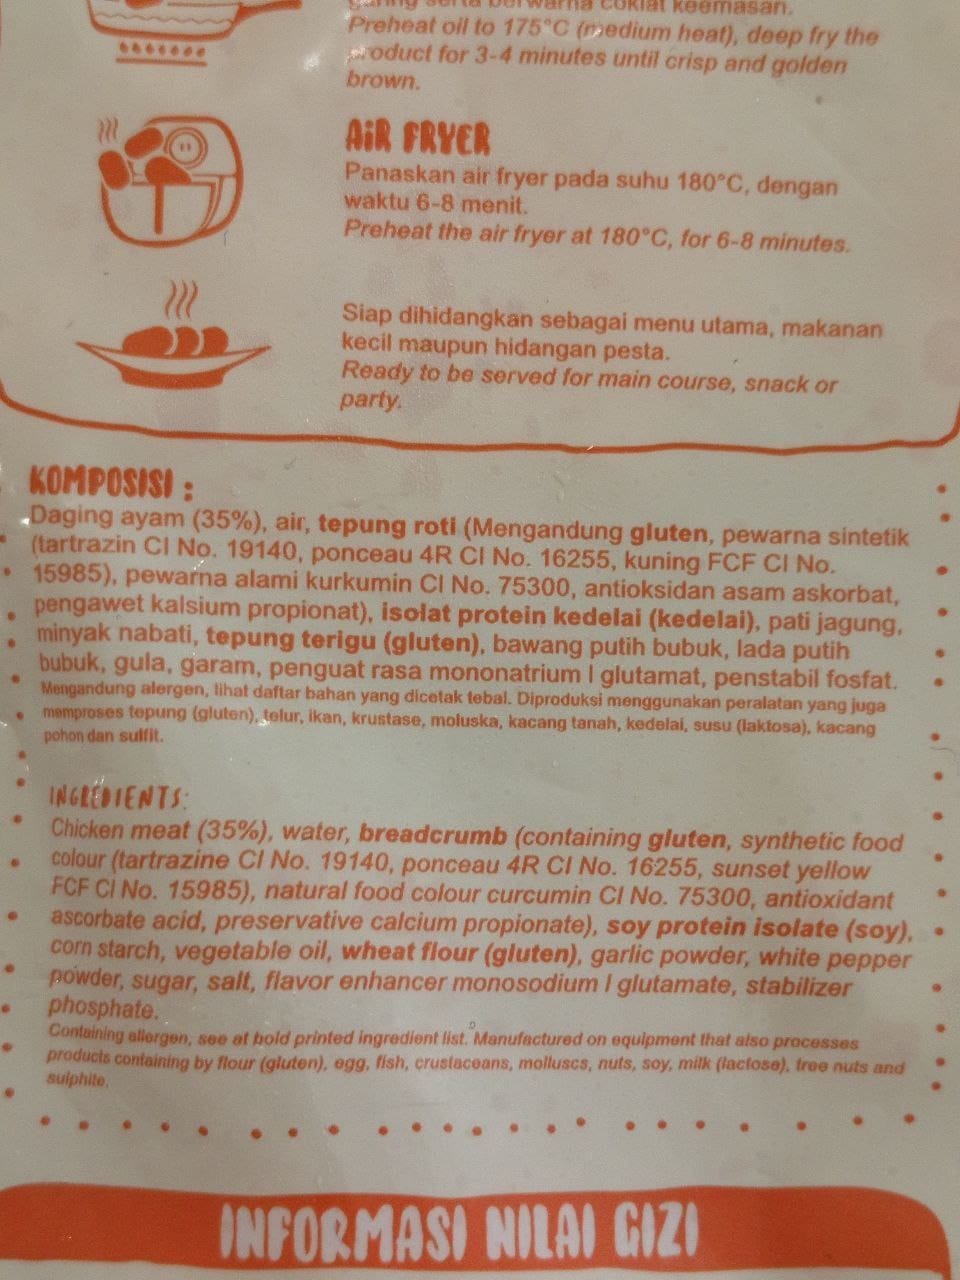 serta berwarna coklat keemasan.
Preheat oil to 175°C (medium heat), deep fry the
product for 3-4 minutes until crisp and golden
brown.
AiR FRYER
Panaskan air fryer pada suhu 180°C, dengan
waktu 6-8 menit.
Preheat the air fryer at 180°C, for 6-8 minutes.
Siap dihidangkan sebagai menu utama, makanan
kecil maupun hidangan pesta.
Ready to be served for main course, snack or
party.
KOMPOSISI :
Daging ayam (35%), air, tepung roti (Mengandung gluten, pewarna sintetik
(tartrazin CI No. 19140, ponceau 4R CI No. 16255, kuning FCF CI No.
15985), pewarna alami kurkumin CI No. 75300, antioksidan asam askorbat,
pengawet kalsium propionat), isolat protein kedelai (kedelai), pati jagung,
minyak nabati, tepung terigu (gluten), bawang putih bubuk, lada putih
bubuk, gula, garam, penguat rasa mononatrium l glutamat, penstabil fosfat.
Mengandung alergen, lihat daftar bahan yang dicetak tebal. Diproduksi menggunakan peralatan yang juga
memproses tepung (gluten), telur, ikan, krustase, moluska, kacang tanah, kedelai, susu (laktosa), kacang
pohon dan sulfit.
INGREDIENTS:
Chicken meat (35%), water, breadcrumb (containing gluten, synthetic food
colour (tartrazine CI No. 19140, ponceau 4R CI No. 16255, sunset yellow
FCF CI No. 15985), natural food colour curcumin CI No. 75300, antioxidant
ascorbate acid, preservative calcium propionate), soy protein isolate (soy),
corn starch, vegetable oil, wheat flour (gluten), garlic powder, white pepper
powder, sugar, salt, flavor enhancer monosodium l glutamate, stabilizer
phosphate.
Containing allergen, see at bold printed ingredient list. Manufactured on equipment that also processes
products containing by flour (gluten), egg, fish, crustaceans, molluscs, nuts, soy, milk (lactose), tree nuts and
sulphite.
INFORMASI NILAI GIZI